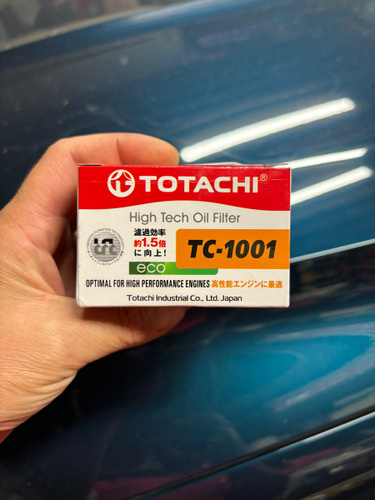 TOTACHI®
High Tech Oil Filter
濾過効率
約1.5倍
に向上!
TC-1001
eco
OPTIMAL FOR HIGH PERFORMANCE ENGINES 高性能エンジンに最適
Totachi Industrial Co., Ltd. Japan